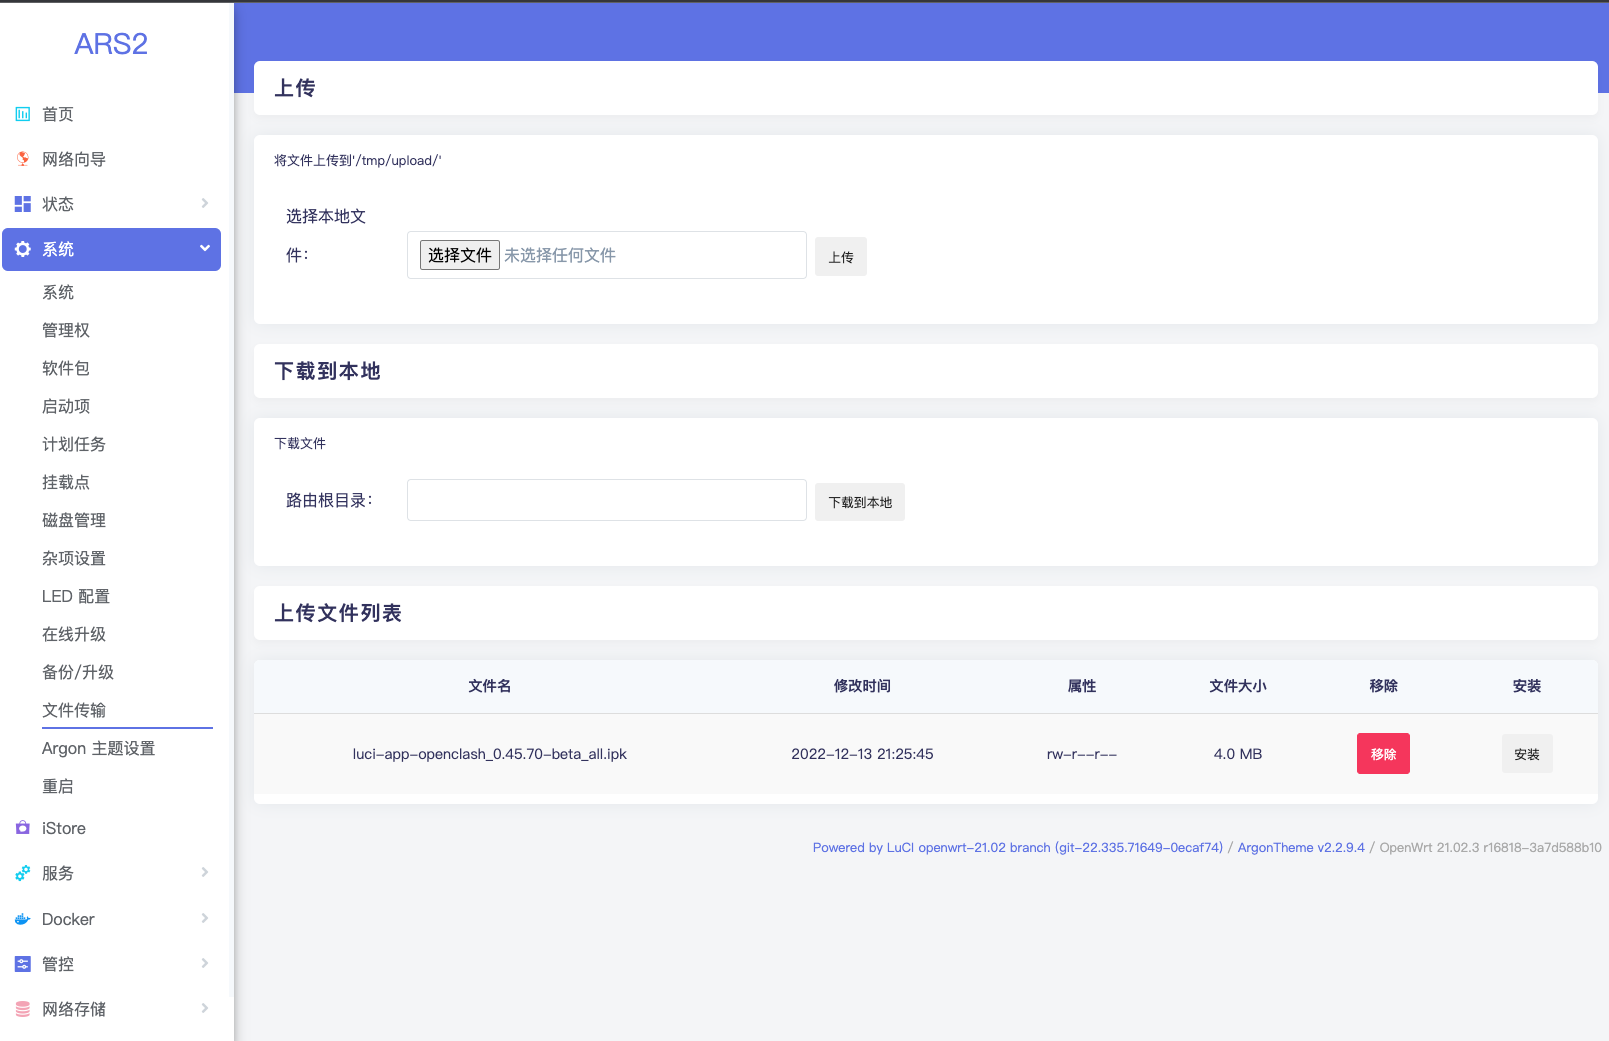 ARS2
首页
网络向导
状态
系统
系统
管理权
软件包
启动项
计划任务
挂载点
磁盘管理
杂项设置
LED 配置
在线升级
备份/升级
文件传输
Argon 主题设置
重启
iStore
服务
Docker
管控
网络存储
上传
将文件上传到'/tmp/upload/'
选择本地文
件：
选择文件 未选择任何文件
上传
下载到本地
下载文件
路由根目录：
下载到本地
上传文件列表
文件名 修改时间 属性 文件大小 移除 安装
luci-app-openclash_0.45.70-beta_all.ipk 2022-12-13 21:25:45 rw-r--r-- 4.0 MB 移除 安装
Powered by LuCI openwrt-21.02 branch (git-22.335.71649-0ecaf74) / ArgonTheme v2.2.9.4 / OpenWrt 21.02.3 r16818-3a7d588b10